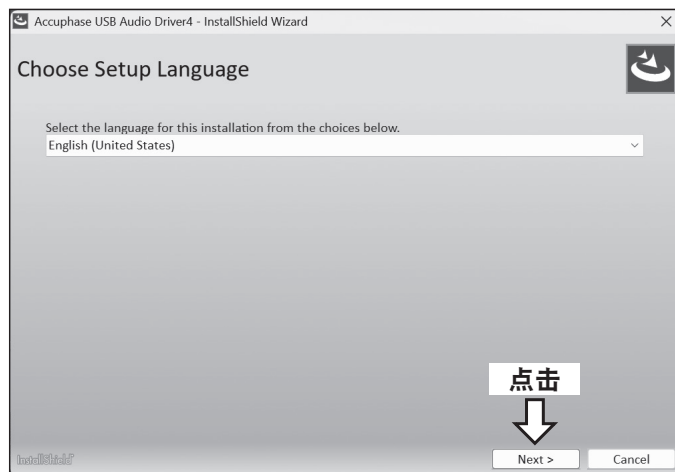 Accuphase USB Audio Driver4 - InstallShield Wizard
Choose Setup Language
Select the language for this installation from the choices below.
English (United States)
点击
InstallShield
Next >
Cancel